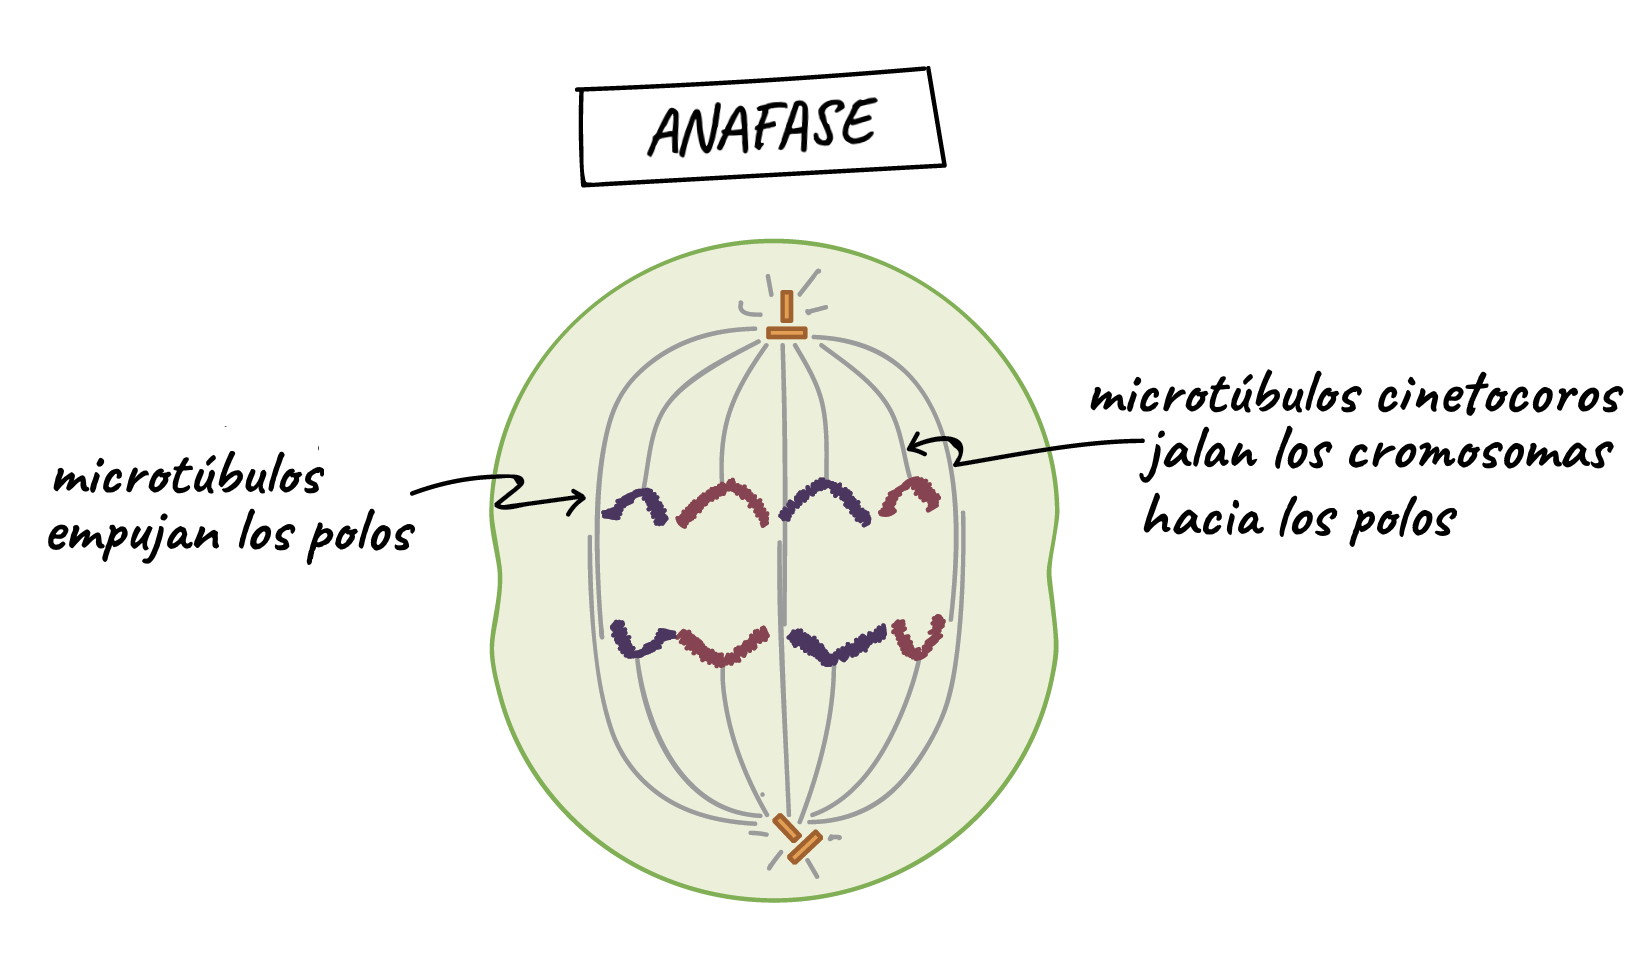 ANAFASE
microtúbulos
empujan los polos
microtúbulos cinetocoros
jalan los cromosomas
hacia los polos